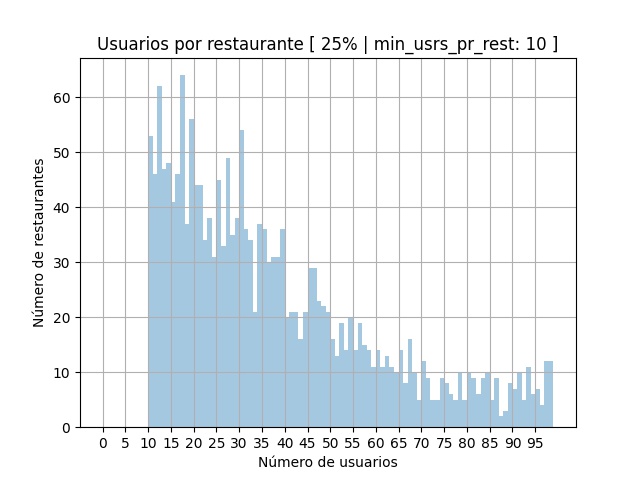 Usuarios por restaurante [ 25% | min_usrs_pr_rest: 10 ]
Número de restaurantes
60
50
40
30
20
10
0
0 5 10 15 20 25 30 35 40 45 50 55 60 65 70 75 80 85 90 95
Número de usuarios